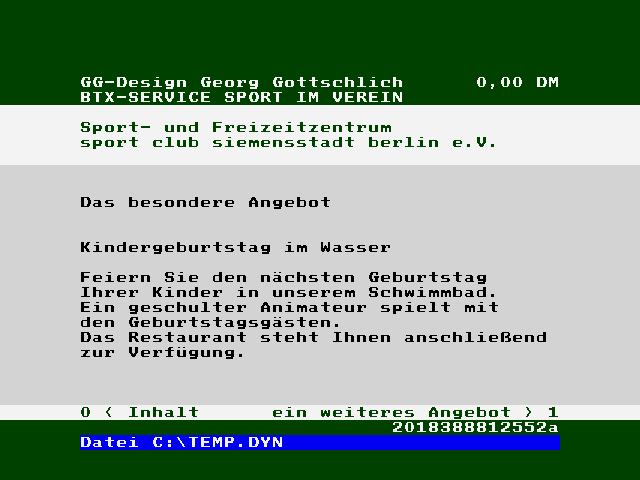 GG-Design Georg Gottschlich 0,00 DM
BTX-SERVICE SPORT IM VEREIN
Sport- und Freizeitzentrum
sport club siemensstadt berlin e.V.
Das besondere Angebot
Kindergeburtstag im Wasser
Feiern Sie den nächsten Geburtstag
Ihrer Kinder in unserem Schwimmbad.
Ein geschulter Animateur spielt mit
den Geburtstagsgästen.
Das Restaurant steht Ihnen anschließend
zur Verfügung.
0 < Inhalt ein weiteres Angebot > 1
2018388812552a
Datei C:\TEMP.DYN